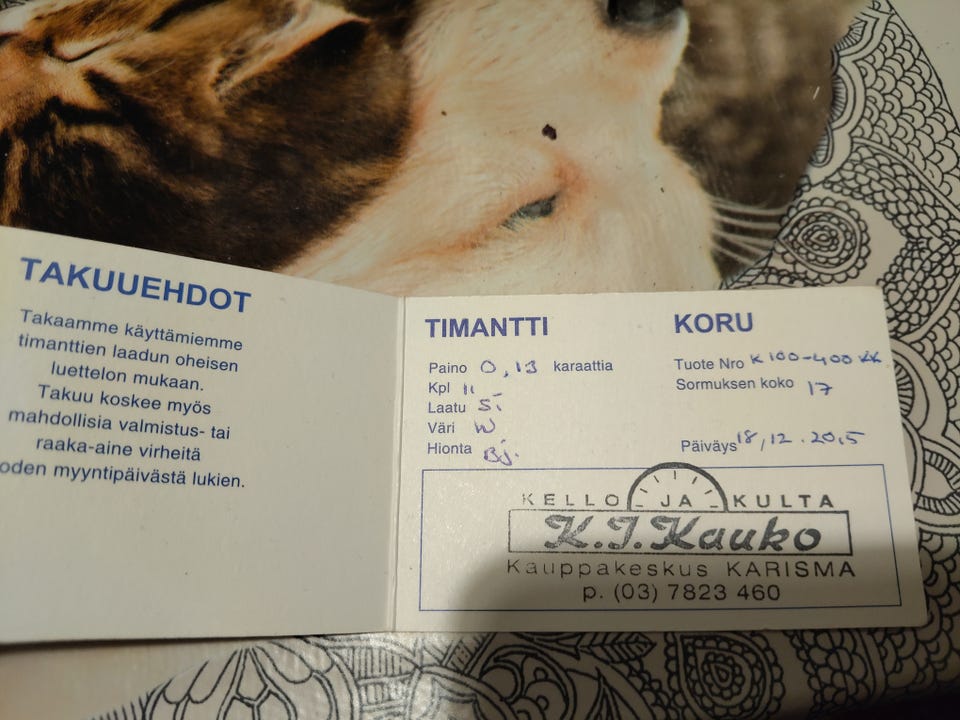 TAKUUEHDOT
Takaamme käyttämiemme
timanttien laadun oheisen
luettelon mukaan.
Takuu koskee myös
mahdollisia valmistus- tai
raaka-aine virheitä
oden myyntipäivästä lukien.
TIMANTTI
Paino 0,13 karaattia
Kpl 11
Laatu Si
Väri W
Hionta Bj.
KORU
Tuote Nro K100-400 KK
Sormuksen koko 17
Päiväys 18,12.2015
KELLO JA KULTA
K.J.Kauko
Kauppakeskus KARISMA
p. (03) 7823 460